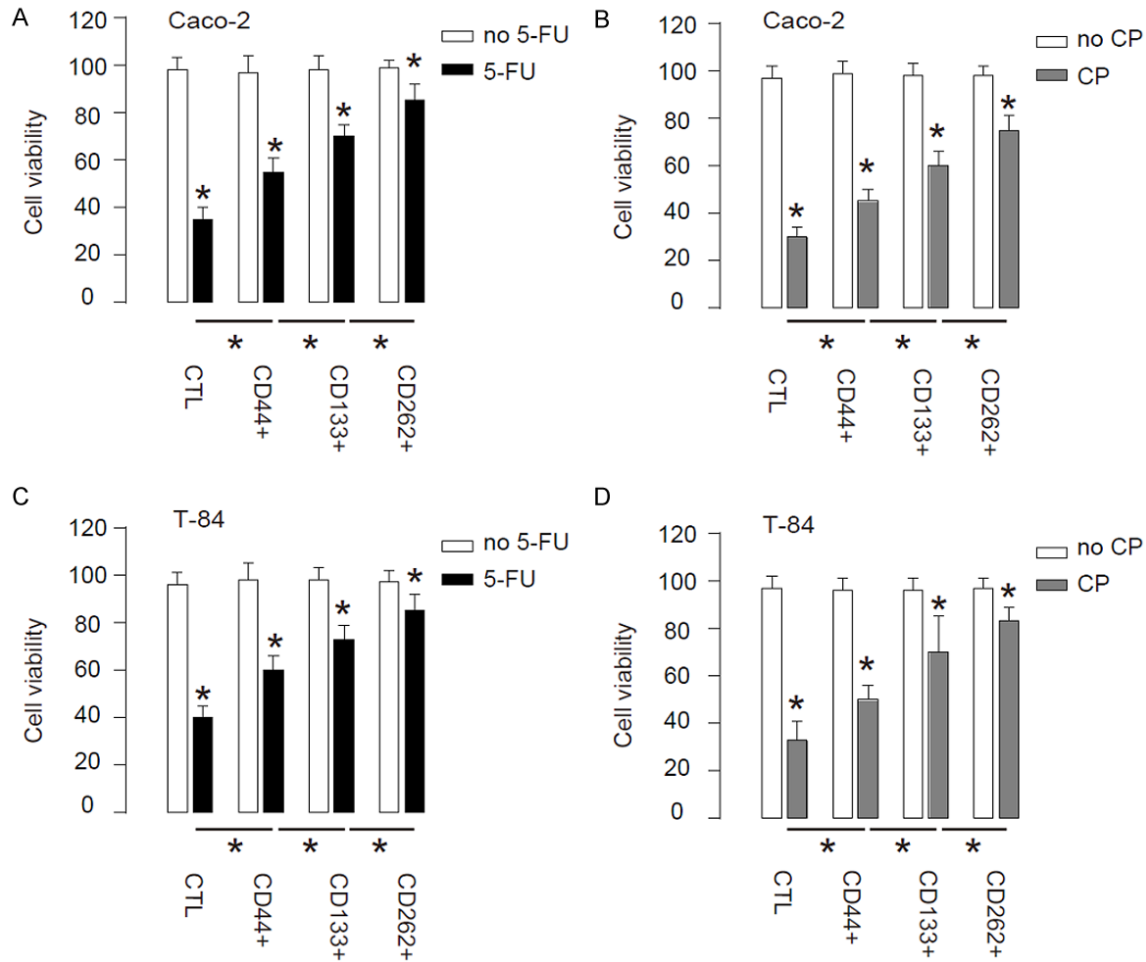 A
Caco-2
no 5-FU
5-FU
Cell viability
120
100
80
60
40
20
0
* * * *
* * *
CTL
CD44+
CD133+
CD262+
B
Caco-2
no CP
CP
Cell viability
120
100
80
60
40
20
0
* * * *
* * *
CTL
CD44+
CD133+
CD262+
C
T-84
no 5-FU
5-FU
Cell viability
120
100
80
60
40
20
0
* * * *
* * *
CTL
CD44+
CD133+
CD262+
D
T-84
no CP
CP
Cell viability
120
100
80
60
40
20
0
* * * *
* * *
CTL
CD44+
CD133+
CD262+